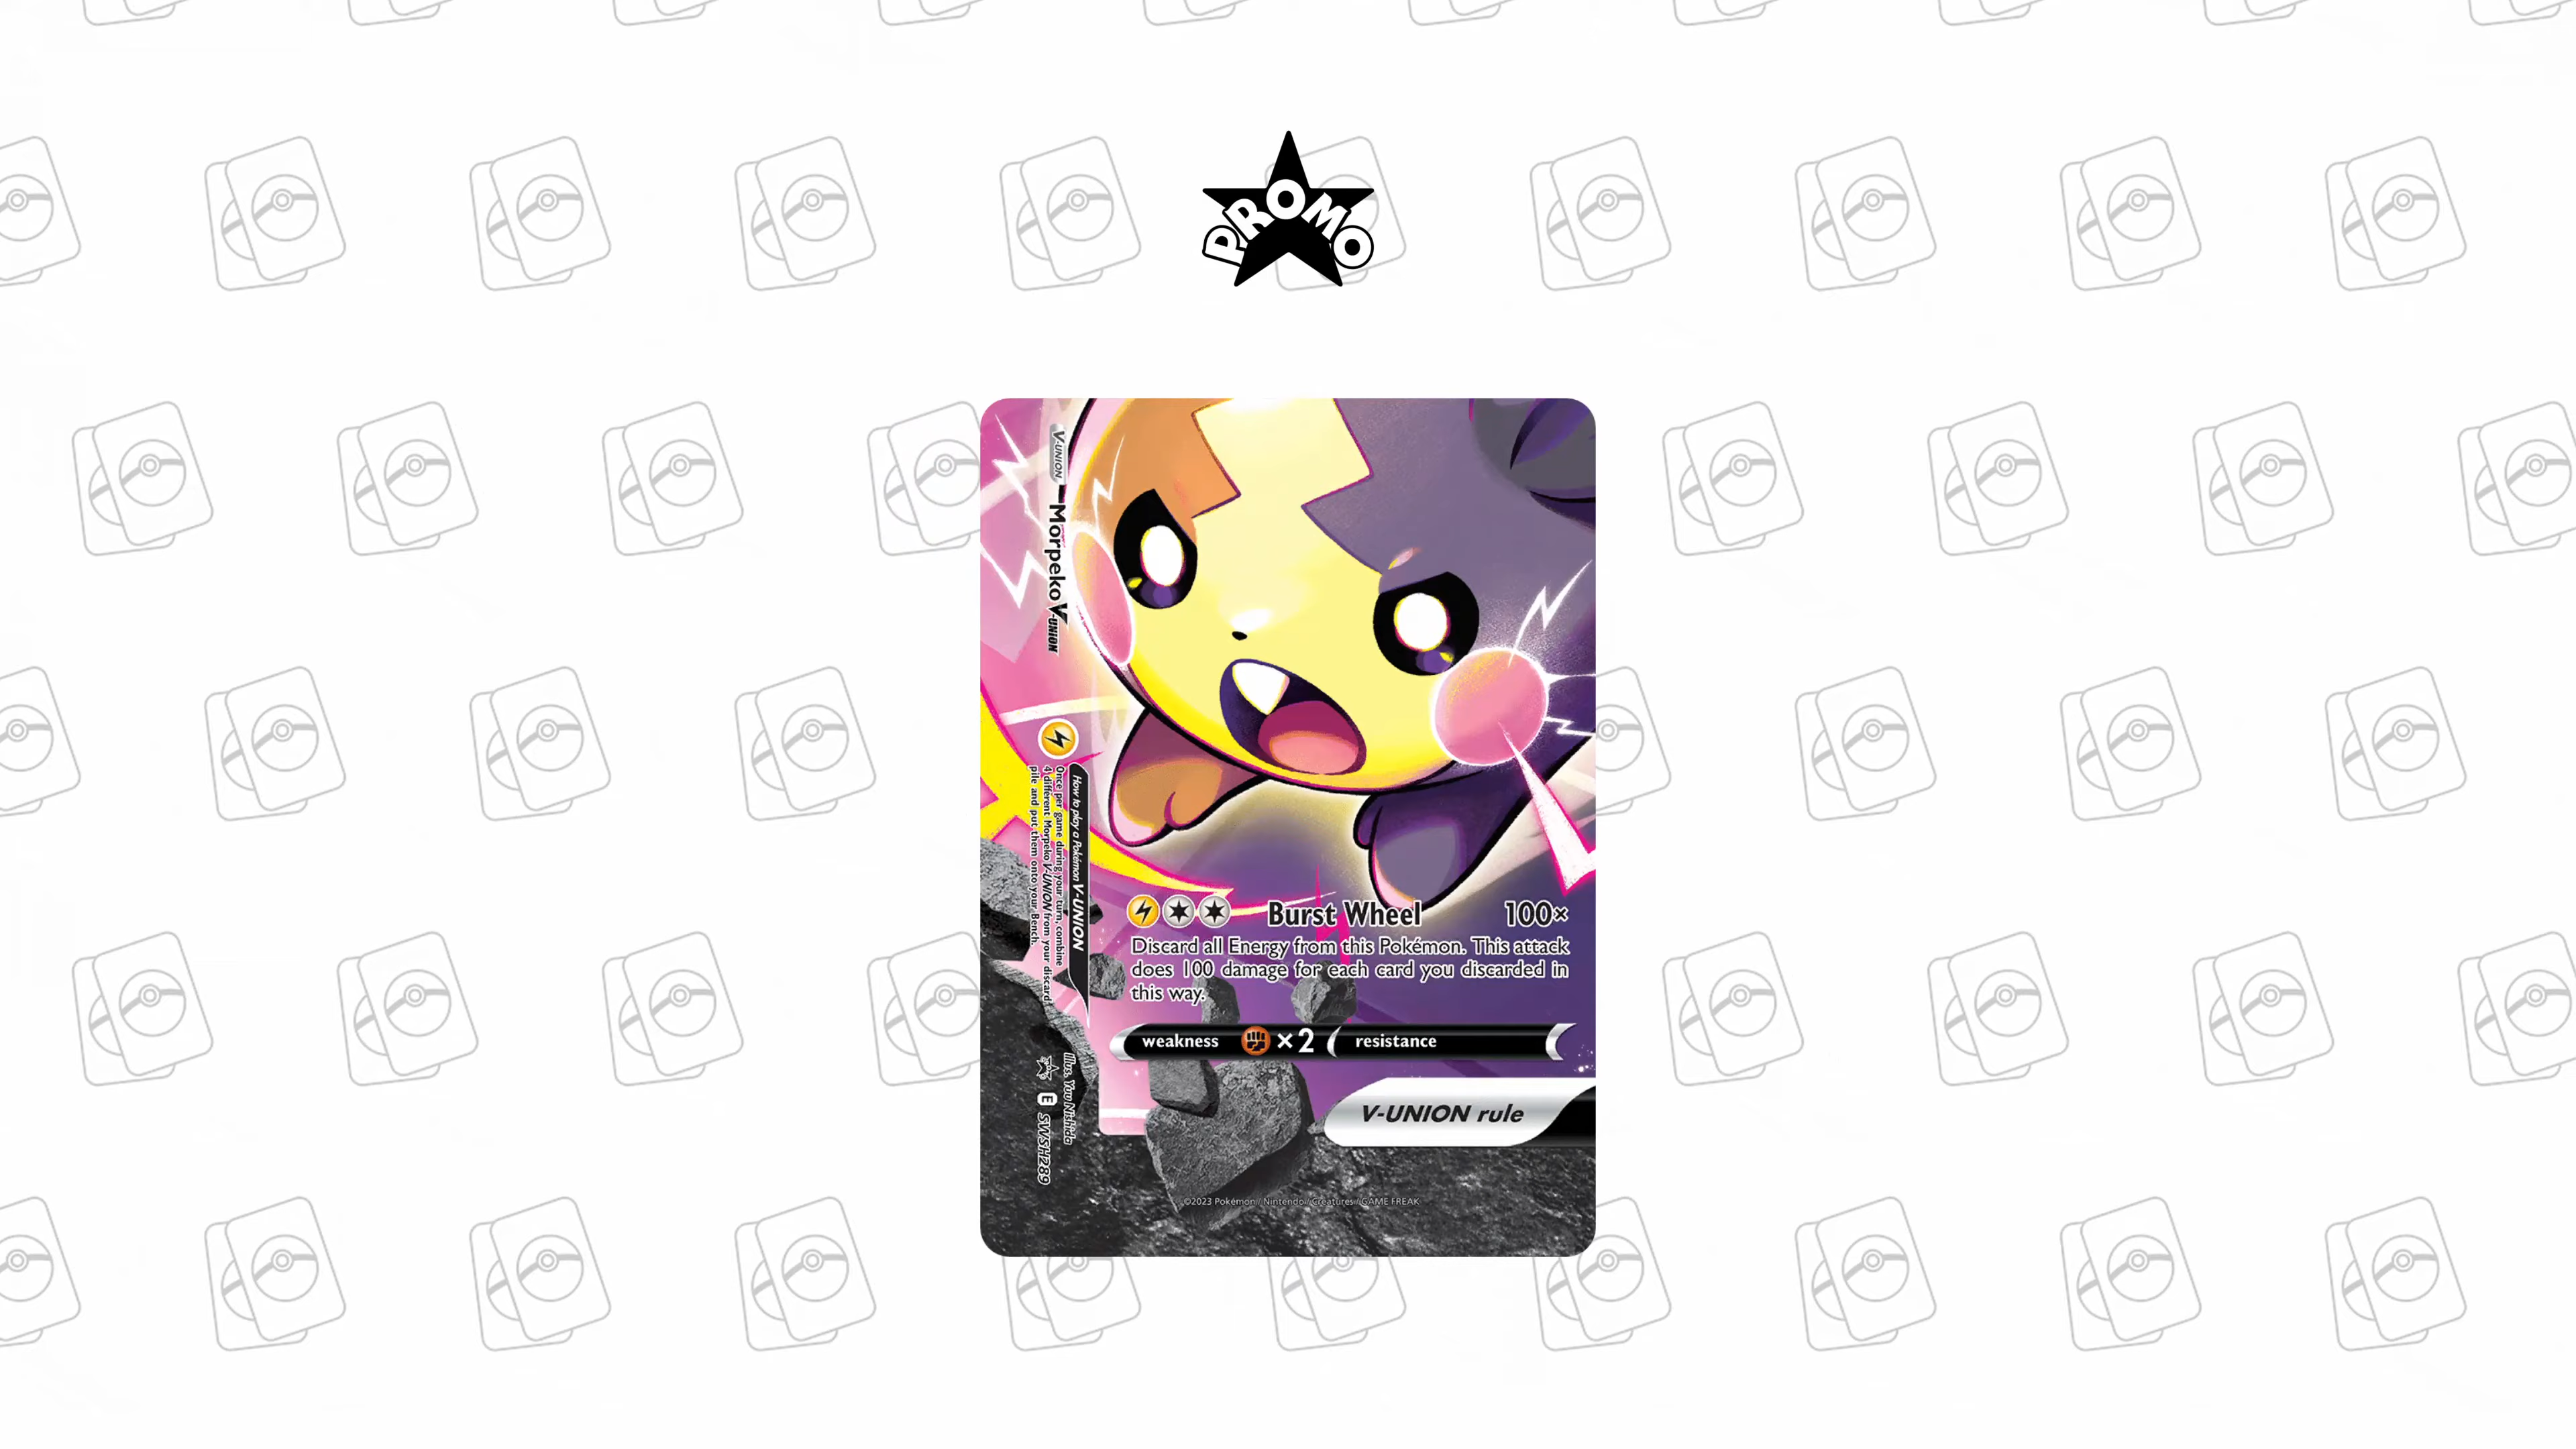 PROMO
V-UNION
Morpeko V-UNION
How to play a Pokémon V-UNION
Once per game during your turn, combine
4 different Morpeko V-UNION from your discard
pile and put them onto your Bench.
Burst Wheel 100×
Discard all Energy from this Pokémon. This attack
does 100 damage for each card you discarded in
this way.
weakness ×2 resistance
V-UNION rule
Illus. Yuu Nishida
E SWSH289
©2023 Pokémon / Nintendo / Creatures / GAME FREAK